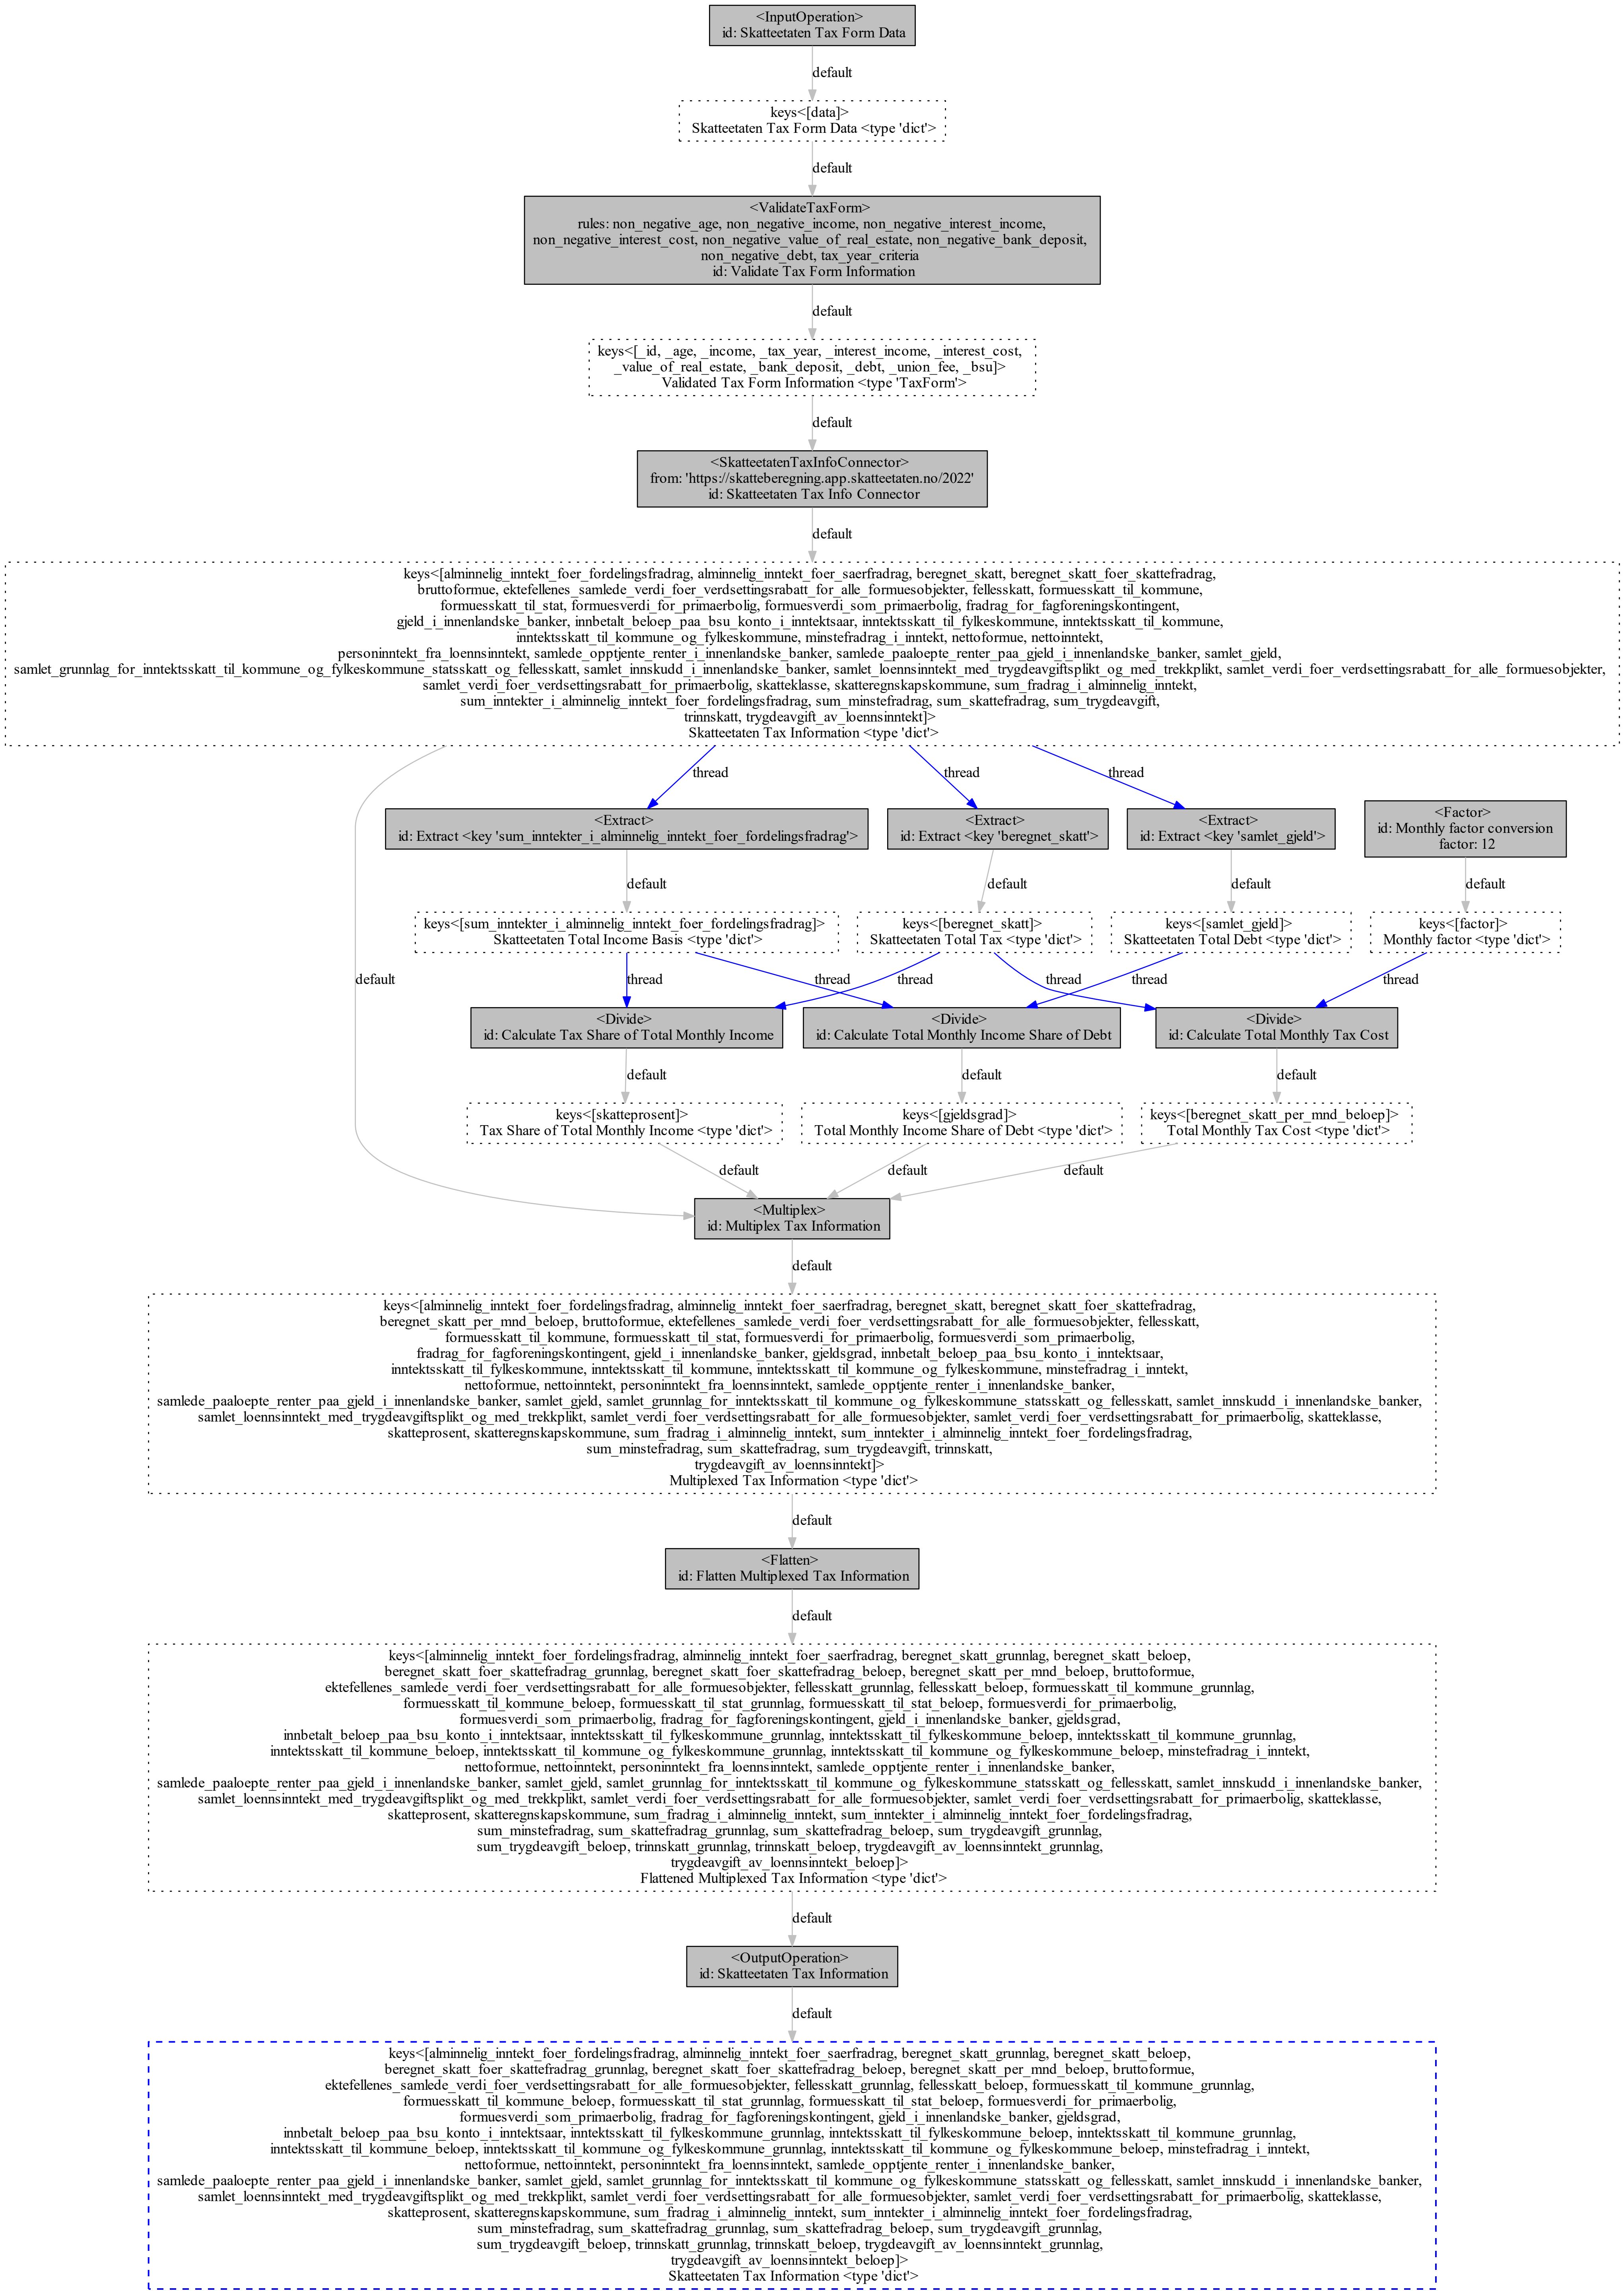 <InputOperation>
id: Skatteetaten Tax Form Data
default
keys<[data]>
Skatteetaten Tax Form Data <type 'dict'>
default
<ValidateTaxForm>
rules: non_negative_age, non_negative_income, non_negative_interest_income,
non_negative_interest_cost, non_negative_value_of_real_estate, non_negative_bank_deposit,
non_negative_debt, tax_year_criteria
id: Validate Tax Form Information
default
keys<[_id, _age, _income, _tax_year, _interest_income, _interest_cost,
_value_of_real_estate, _bank_deposit, _debt, _union_fee, _bsu]>
Validated Tax Form Information <type 'TaxForm'>
default
<SkatteetatenTaxInfoConnector>
from: 'https://skatteberegning.app.skatteetaten.no/2022'
id: Skatteetaten Tax Info Connector
default
keys<[alminnelig_inntekt_foer_fordelingsfradrag, alminnelig_inntekt_foer_saerfradrag, beregnet_skatt, beregnet_skatt_foer_skattefradrag,
bruttoformue, ektefellenes_samlede_verdi_foer_verdsettingsrabatt_for_alle_formuesobjekter, fellesskatt, formuesskatt_til_kommune,
formuesskatt_til_stat, formuesverdi_for_primaerbolig, formuesverdi_som_primaerbolig, fradrag_for_fagforeningskontingent,
gjeld_i_innenlandske_banker, innbetalt_beloep_paa_bsu_konto_i_inntektsaar, inntektsskatt_til_fylkeskommune, inntektsskatt_til_kommune,
inntektsskatt_til_kommune_og_fylkeskommune, minstefradrag_i_inntekt, nettoformue, nettoinntekt,
personinntekt_fra_loennsinntekt, samlede_opptjente_renter_i_innenlandske_banker, samlede_paaloepte_renter_paa_gjeld_i_innenlandske_banker, samlet_gjeld,
samlet_grunnlag_for_inntektsskatt_til_kommune_og_fylkeskommune_statsskatt_og_fellesskatt, samlet_innskudd_i_innenlandske_banker, samlet_loennsinntekt_med_trygdeavgiftsplikt_og_med_trekkplikt, samlet_verdi_foer_verdsettingsrabatt_for_alle_formuesobjekter,
samlet_verdi_foer_verdsettingsrabatt_for_primaerbolig, skatteklasse, skatteregnskapskommune, sum_fradrag_i_alminnelig_inntekt,
sum_inntekter_i_alminnelig_inntekt_foer_fordelingsfradrag, sum_minstefradrag, sum_skattefradrag, sum_trygdeavgift,
trinnskatt, trygdeavgift_av_loennsinntekt]>
Skatteetaten Tax Information <type 'dict'>
thread
thread
thread
<Extract>
id: Extract <key 'sum_inntekter_i_alminnelig_inntekt_foer_fordelingsfradrag'>
<Extract>
id: Extract <key 'beregnet_skatt'>
<Extract>
id: Extract <key 'samlet_gjeld'>
<Factor>
id: Monthly factor conversion
factor: 12
default
default
default
default
keys<[sum_inntekter_i_alminnelig_inntekt_foer_fordelingsfradrag]>
Skatteetaten Total Income Basis <type 'dict'>
keys<[beregnet_skatt]>
Skatteetaten Total Tax <type 'dict'>
keys<[samlet_gjeld]>
Skatteetaten Total Debt <type 'dict'>
keys<[factor]>
Monthly factor <type 'dict'>
default
thread
thread
thread
thread
thread
thread
<Divide>
id: Calculate Tax Share of Total Monthly Income
<Divide>
id: Calculate Total Monthly Income Share of Debt
<Divide>
id: Calculate Total Monthly Tax Cost
default
default
default
keys<[skatteprosent]>
Tax Share of Total Monthly Income <type 'dict'>
keys<[gjeldsgrad]>
Total Monthly Income Share of Debt <type 'dict'>
keys<[beregnet_skatt_per_mnd_beloep]>
Total Monthly Tax Cost <type 'dict'>
default
default
default
<Multiplex>
id: Multiplex Tax Information
default
keys<[alminnelig_inntekt_foer_fordelingsfradrag, alminnelig_inntekt_foer_saerfradrag, beregnet_skatt, beregnet_skatt_foer_skattefradrag,
beregnet_skatt_per_mnd_beloep, bruttoformue, ektefellenes_samlede_verdi_foer_verdsettingsrabatt_for_alle_formuesobjekter, fellesskatt,
formuesskatt_til_kommune, formuesskatt_til_stat, formuesverdi_for_primaerbolig, formuesverdi_som_primaerbolig,
fradrag_for_fagforeningskontingent, gjeld_i_innenlandske_banker, gjeldsgrad, innbetalt_beloep_paa_bsu_konto_i_inntektsaar,
inntektsskatt_til_fylkeskommune, inntektsskatt_til_kommune, inntektsskatt_til_kommune_og_fylkeskommune, minstefradrag_i_inntekt,
nettoformue, nettoinntekt, personinntekt_fra_loennsinntekt, samlede_opptjente_renter_i_innenlandske_banker,
samlede_paaloepte_renter_paa_gjeld_i_innenlandske_banker, samlet_gjeld, samlet_grunnlag_for_inntektsskatt_til_kommune_og_fylkeskommune_statsskatt_og_fellesskatt, samlet_innskudd_i_innenlandske_banker,
samlet_loennsinntekt_med_trygdeavgiftsplikt_og_med_trekkplikt, samlet_verdi_foer_verdsettingsrabatt_for_alle_formuesobjekter, samlet_verdi_foer_verdsettingsrabatt_for_primaerbolig, skatteklasse,
skatteprosent, skatteregnskapskommune, sum_fradrag_i_alminnelig_inntekt, sum_inntekter_i_alminnelig_inntekt_foer_fordelingsfradrag,
sum_minstefradrag, sum_skattefradrag, sum_trygdeavgift, trinnskatt,
trygdeavgift_av_loennsinntekt]>
Multiplexed Tax Information <type 'dict'>
default
<Flatten>
id: Flatten Multiplexed Tax Information
default
keys<[alminnelig_inntekt_foer_fordelingsfradrag, alminnelig_inntekt_foer_saerfradrag, beregnet_skatt_grunnlag, beregnet_skatt_beloep,
beregnet_skatt_foer_skattefradrag_grunnlag, beregnet_skatt_foer_skattefradrag_beloep, beregnet_skatt_per_mnd_beloep, bruttoformue,
ektefellenes_samlede_verdi_foer_verdsettingsrabatt_for_alle_formuesobjekter, fellesskatt_grunnlag, fellesskatt_beloep, formuesskatt_til_kommune_grunnlag,
formuesskatt_til_kommune_beloep, formuesskatt_til_stat_grunnlag, formuesskatt_til_stat_beloep, formuesverdi_for_primaerbolig,
formuesverdi_som_primaerbolig, fradrag_for_fagforeningskontingent, gjeld_i_innenlandske_banker, gjeldsgrad,
innbetalt_beloep_paa_bsu_konto_i_inntektsaar, inntektsskatt_til_fylkeskommune_grunnlag, inntektsskatt_til_fylkeskommune_beloep, inntektsskatt_til_kommune_grunnlag,
inntektsskatt_til_kommune_beloep, inntektsskatt_til_kommune_og_fylkeskommune_grunnlag, inntektsskatt_til_kommune_og_fylkeskommune_beloep, minstefradrag_i_inntekt,
nettoformue, nettoinntekt, personinntekt_fra_loennsinntekt, samlede_opptjente_renter_i_innenlandske_banker,
samlede_paaloepte_renter_paa_gjeld_i_innenlandske_banker, samlet_gjeld, samlet_grunnlag_for_inntektsskatt_til_kommune_og_fylkeskommune_statsskatt_og_fellesskatt, samlet_innskudd_i_innenlandske_banker,
samlet_loennsinntekt_med_trygdeavgiftsplikt_og_med_trekkplikt, samlet_verdi_foer_verdsettingsrabatt_for_alle_formuesobjekter, samlet_verdi_foer_verdsettingsrabatt_for_primaerbolig, skatteklasse,
skatteprosent, skatteregnskapskommune, sum_fradrag_i_alminnelig_inntekt, sum_inntekter_i_alminnelig_inntekt_foer_fordelingsfradrag,
sum_minstefradrag, sum_skattefradrag_grunnlag, sum_skattefradrag_beloep, sum_trygdeavgift_grunnlag,
sum_trygdeavgift_beloep, trinnskatt_grunnlag, trinnskatt_beloep, trygdeavgift_av_loennsinntekt_grunnlag,
trygdeavgift_av_loennsinntekt_beloep]>
Flattened Multiplexed Tax Information <type 'dict'>
default
<OutputOperation>
id: Skatteetaten Tax Information
default
keys<[alminnelig_inntekt_foer_fordelingsfradrag, alminnelig_inntekt_foer_saerfradrag, beregnet_skatt_grunnlag, beregnet_skatt_beloep,
beregnet_skatt_foer_skattefradrag_grunnlag, beregnet_skatt_foer_skattefradrag_beloep, beregnet_skatt_per_mnd_beloep, bruttoformue,
ektefellenes_samlede_verdi_foer_verdsettingsrabatt_for_alle_formuesobjekter, fellesskatt_grunnlag, fellesskatt_beloep, formuesskatt_til_kommune_grunnlag,
formuesskatt_til_kommune_beloep, formuesskatt_til_stat_grunnlag, formuesskatt_til_stat_beloep, formuesverdi_for_primaerbolig,
formuesverdi_som_primaerbolig, fradrag_for_fagforeningskontingent, gjeld_i_innenlandske_banker, gjeldsgrad,
innbetalt_beloep_paa_bsu_konto_i_inntektsaar, inntektsskatt_til_fylkeskommune_grunnlag, inntektsskatt_til_fylkeskommune_beloep, inntektsskatt_til_kommune_grunnlag,
inntektsskatt_til_kommune_beloep, inntektsskatt_til_kommune_og_fylkeskommune_grunnlag, inntektsskatt_til_kommune_og_fylkeskommune_beloep, minstefradrag_i_inntekt,
nettoformue, nettoinntekt, personinntekt_fra_loennsinntekt, samlede_opptjente_renter_i_innenlandske_banker,
samlede_paaloepte_renter_paa_gjeld_i_innenlandske_banker, samlet_gjeld, samlet_grunnlag_for_inntektsskatt_til_kommune_og_fylkeskommune_statsskatt_og_fellesskatt, samlet_innskudd_i_innenlandske_banker,
samlet_loennsinntekt_med_trygdeavgiftsplikt_og_med_trekkplikt, samlet_verdi_foer_verdsettingsrabatt_for_alle_formuesobjekter, samlet_verdi_foer_verdsettingsrabatt_for_primaerbolig, skatteklasse,
skatteprosent, skatteregnskapskommune, sum_fradrag_i_alminnelig_inntekt, sum_inntekter_i_alminnelig_inntekt_foer_fordelingsfradrag,
sum_minstefradrag, sum_skattefradrag_grunnlag, sum_skattefradrag_beloep, sum_trygdeavgift_grunnlag,
sum_trygdeavgift_beloep, trinnskatt_grunnlag, trinnskatt_beloep, trygdeavgift_av_loennsinntekt_grunnlag,
trygdeavgift_av_loennsinntekt_beloep]>
Skatteetaten Tax Information <type 'dict'>